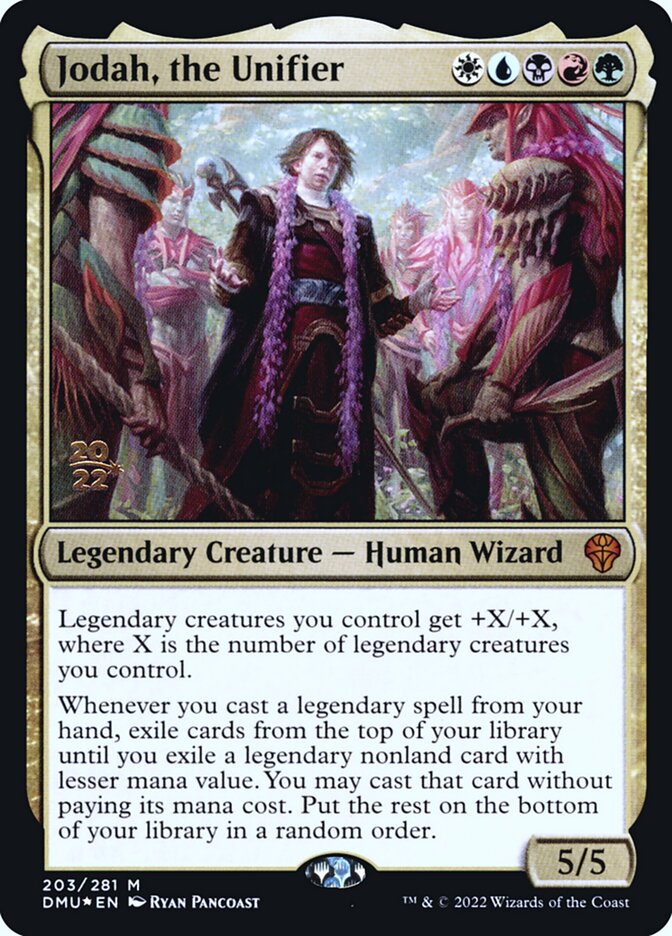 Jodah, the Unifier
20
22
Legendary Creature — Human Wizard
Legendary creatures you control get +X/+X,
where X is the number of legendary creatures
you control.
Whenever you cast a legendary spell from your
hand, exile cards from the top of your library
until you exile a legendary nonland card with
lesser mana value. You may cast that card without
paying its mana cost. Put the rest on the bottom
of your library in a random order.
5/5
203/281 M
DMU★EN Ryan Pancoast
™ & © 2022 Wizards of the Coast